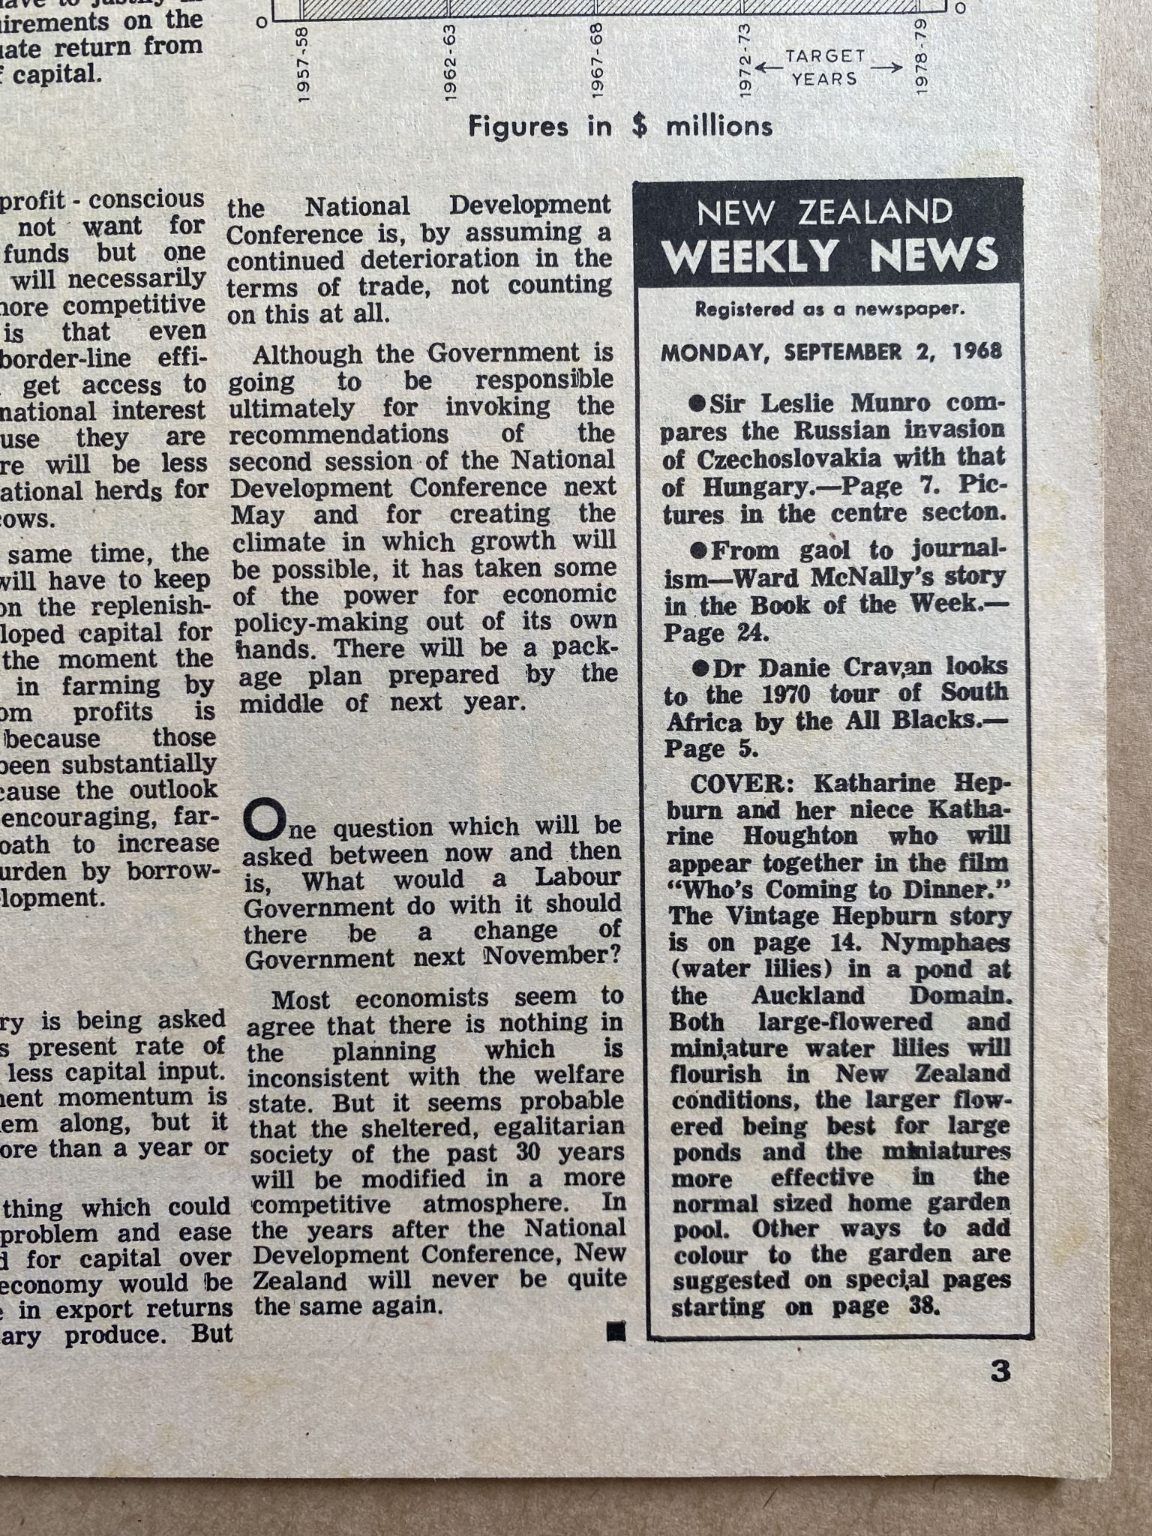 irements on the
uate return from
f capital.
0
0
1957-58
1962-63
1967-68
1972-73
TARGET
YEARS
1978-79
Figures in $ millions
profit - conscious
not want for
funds but one
will necessarily
more competitive
is that even
border-line effi-
get access to
national interest
use they are
re will be less
ational herds for
cows.
same time, the
will have to keep
on the replenish-
loped capital for
the moment the
in farming by
om profits is
because those
been substantially
cause the outlook
encouraging, far-
oath to increase
urden by borrow-
lopment.
ry is being asked
s present rate of
less capital input.
ment momentum is
em along, but it
ore than a year or
thing which could
problem and ease
d for capital over
economy would be
e in export returns
ary produce. But
the National Development
Conference is, by assuming a
continued deterioration in the
terms of trade, not counting
on this at all.
Although the Government is
going to be responsible
ultimately for invoking the
recommendations of the
second session of the National
Development Conference next
May and for creating the
climate in which growth will
be possible, it has taken some
of the power for economic
policy-making out of its own
hands. There will be a pack-
age plan prepared by the
middle of next year.
One question which will be
asked between now and then
is, What would a Labour
Government do with it should
there be a change of
Government next November?
Most economists seem to
agree that there is nothing in
the planning which is
inconsistent with the welfare
state. But it seems probable
that the sheltered, egalitarian
society of the past 30 years
will be modified in a more
competitive atmosphere. In
the years after the National
Development Conference, New
Zealand will never be quite
the same again.
NEW ZEALAND
WEEKLY NEWS
Registered as a newspaper.
MONDAY, SEPTEMBER 2, 1968
●Sir Leslie Munro com-
pares the Russian invasion
of Czechoslovakia with that
of Hungary.—Page 7. Pic-
tures in the centre secton.
●From gaol to journal-
ism—Ward McNally's story
in the Book of the Week.—
Page 24.
●Dr Danie Cravan looks
to the 1970 tour of South
Africa by the All Blacks.—
Page 5.
COVER: Katharine Hep-
burn and her niece Katha-
rine Houghton who will
appear together in the film
“Who's Coming to Dinner.”
The Vintage Hepburn story
is on page 14. Nymphaes
(water lilies) in a pond at
the Auckland Domain.
Both large-flowered and
miniature water lilies will
flourish in New Zealand
conditions, the larger flow-
ered being best for large
ponds and the miniatures
more effective in the
normal sized home garden
pool. Other ways to add
colour to the garden are
suggested on special pages
starting on page 38.
3